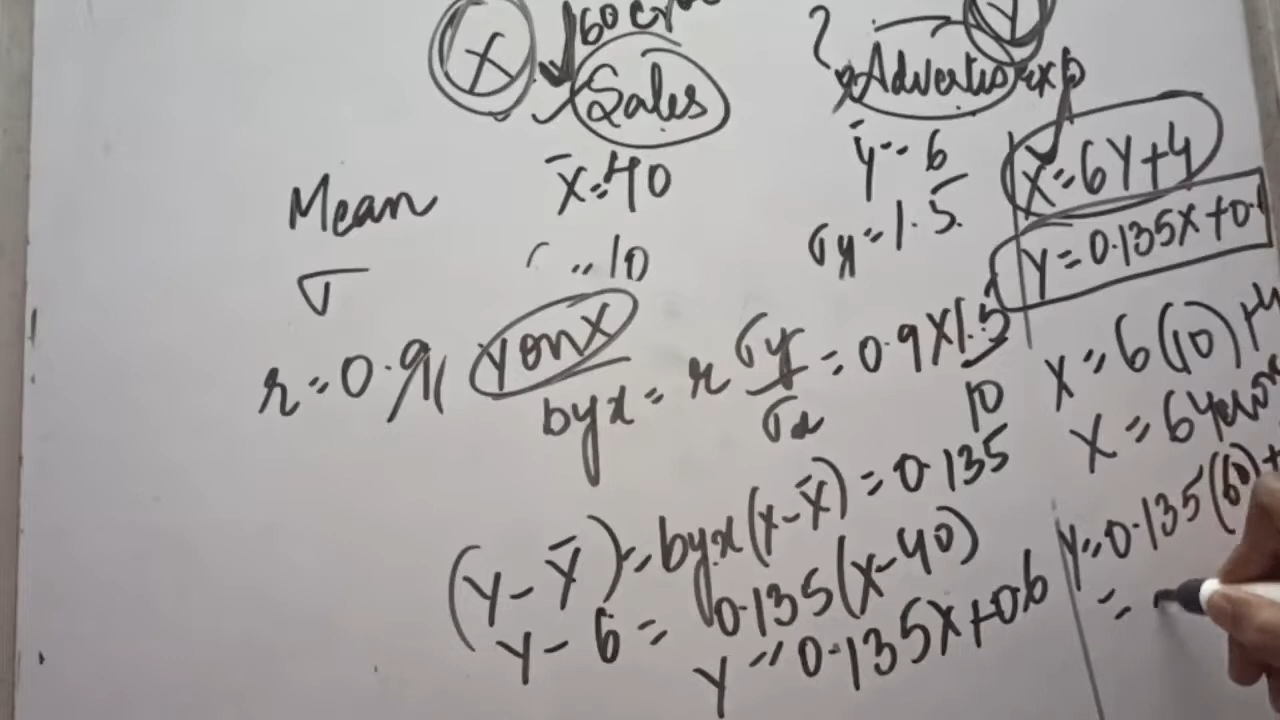 X 60
Sales
? Advertis exp Y
Mean x̄ = 40 ȳ = 6
σ = 10 σy = 1.5
X = 6Y + 4
Y = 0.135X + 0.
r = 0.9 Y on X
byx = r σy/σx = 0.9 × 1.5/10
= 0.135
(Y - Ȳ) = byx (x - X̄)
Y - 6 = 0.135 (X - 40)
Y = 0.135X + 0.6
X = 6(10) + 4
X = 64
Y = 0.135(60) +
=